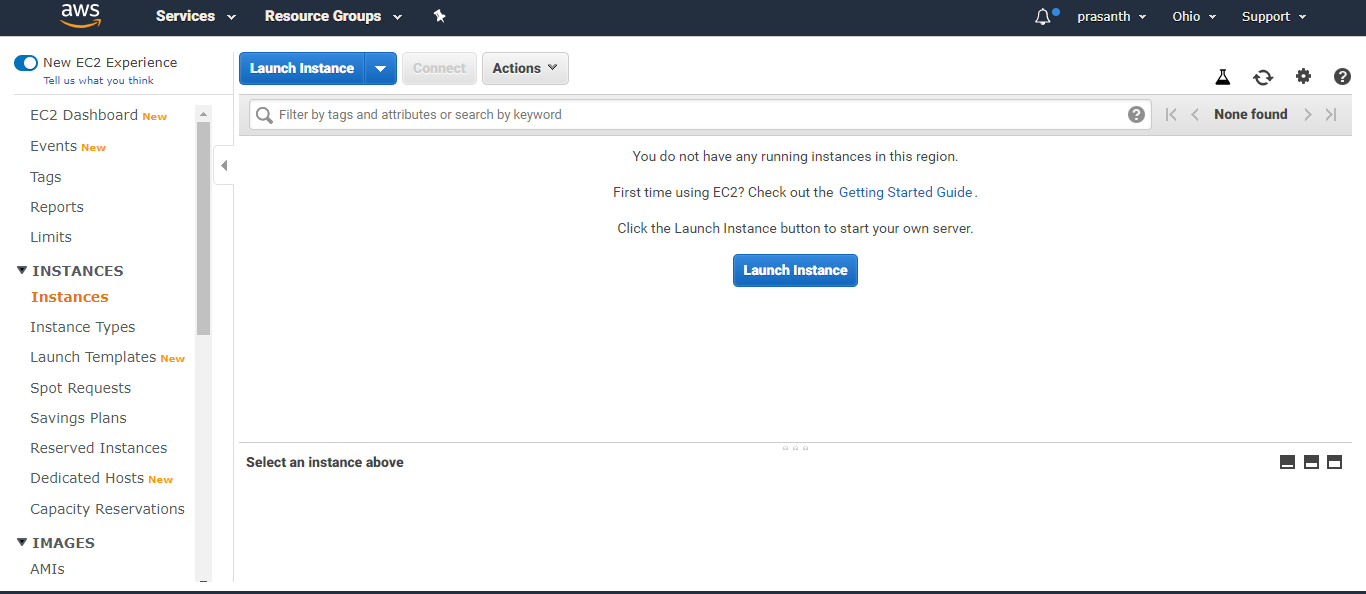 aws Services Resource Groups prasanth Ohio Support
New EC2 Experience
Tell us what you think
EC2 Dashboard New
Events New
Tags
Reports
Limits
INSTANCES
Instances
Instance Types
Launch Templates New
Spot Requests
Savings Plans
Reserved Instances
Dedicated Hosts New
Capacity Reservations
IMAGES
AMIs
Launch Instance Connect Actions
Filter by tags and attributes or search by keyword ? None found
You do not have any running instances in this region.
First time using EC2? Check out the Getting Started Guide.
Click the Launch Instance button to start your own server.
Launch Instance
Select an instance above